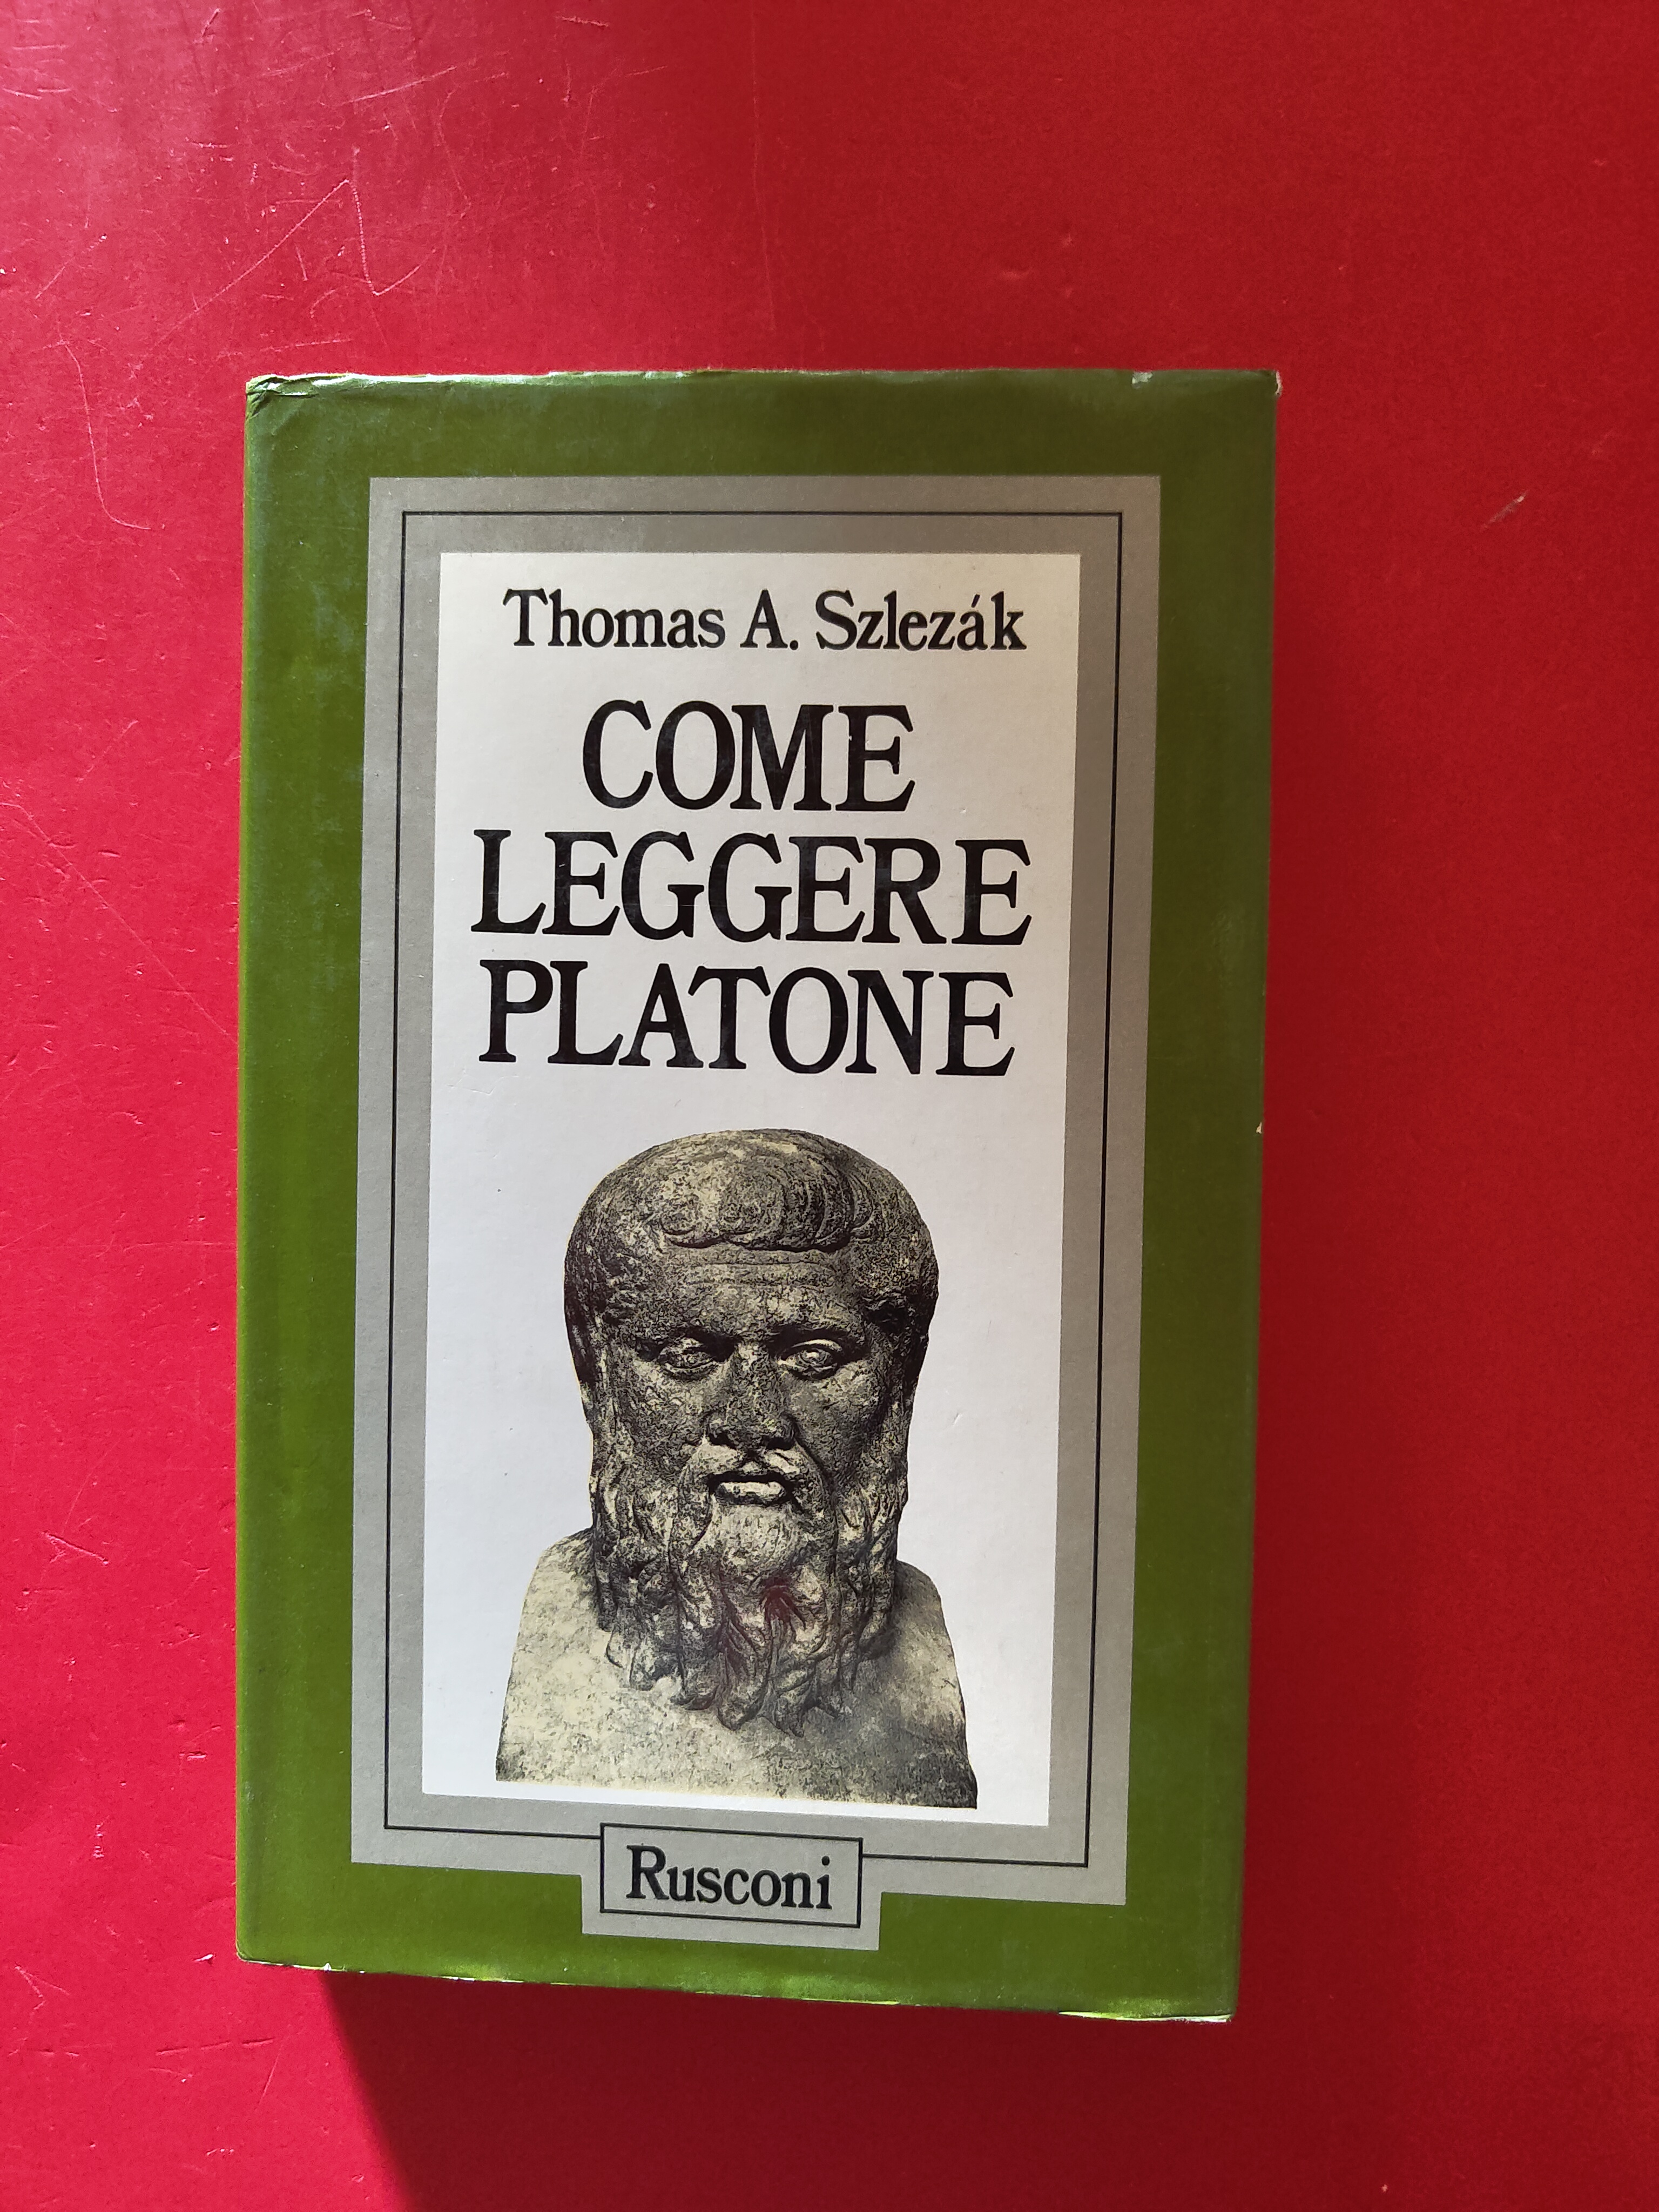 Thomas A. Szlezák
COME
LEGGERE
PLATONE
Rusconi